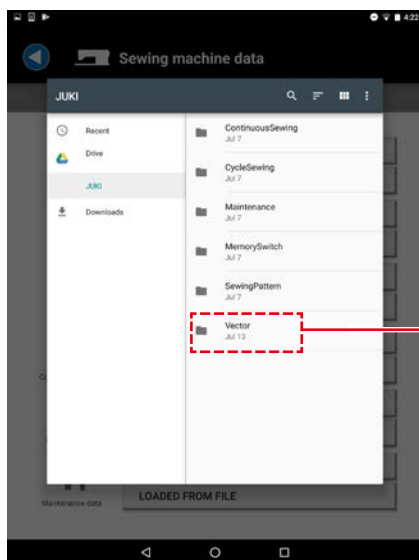 4:22
Sewing machine data
JUKI
Recent
Drive
JUKI
Downloads
ContinuousSewing
Jul 7
CycleSewing
Jul 7
Maintenance
Jul 7
MemorySwitch
Jul 7
SewingPattern
Jul 7
Vector
Jul 13
Maintenance data
LOADED FROM FILE